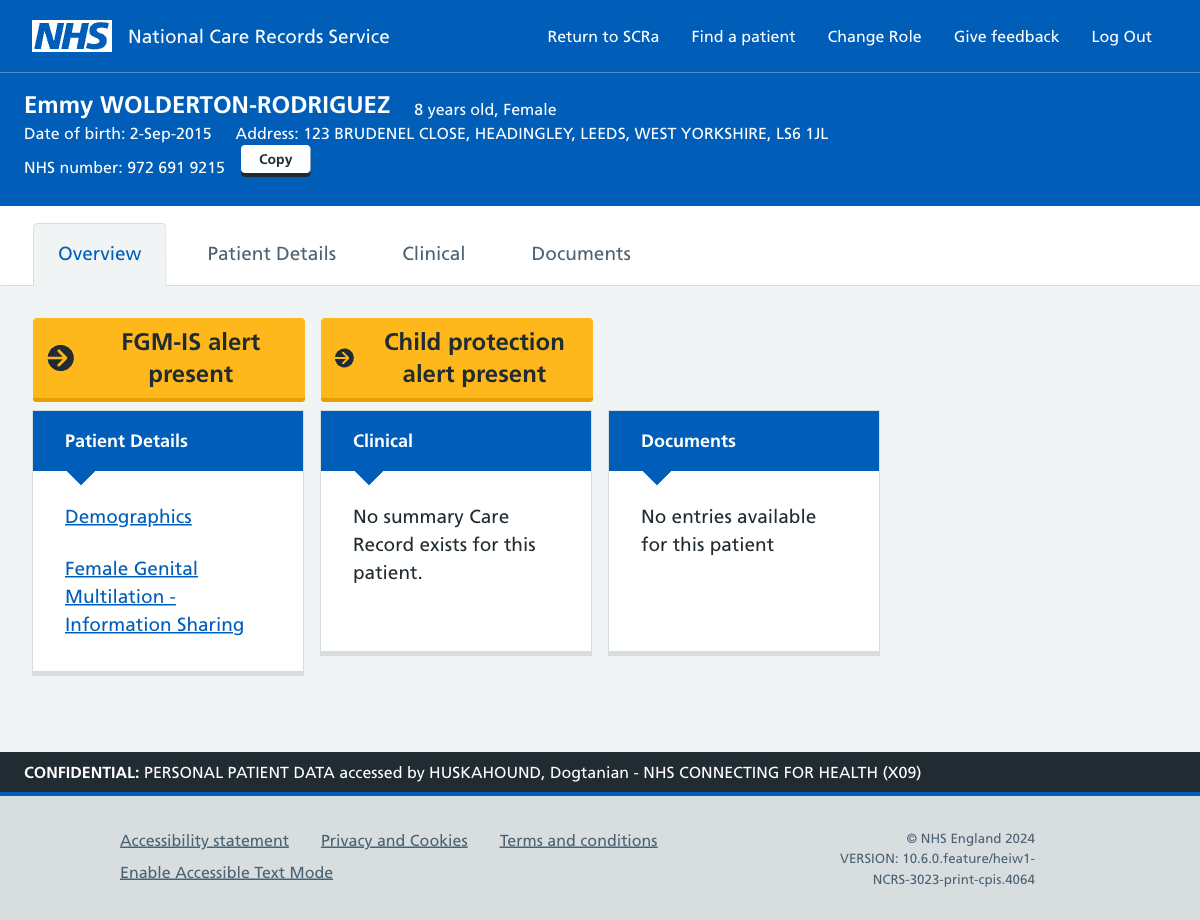 NHS National Care Records Service
Return to SCRa Find a patient Change Role Give feedback Log Out
Emmy WOLDERTON-RODRIGUEZ 8 years old, Female
Date of birth: 2-Sep-2015 Address: 123 BRUDENEL CLOSE, HEADINGLEY, LEEDS, WEST YORKSHIRE, LS6 1JL
NHS number: 972 691 9215 Copy
Overview Patient Details Clinical Documents
FGM-IS alert
present
Child protection
alert present
Patient Details
Demographics
Female Genital
Multilation -
Information Sharing
Clinical
No summary Care
Record exists for this
patient.
Documents
No entries available
for this patient
CONFIDENTIAL: PERSONAL PATIENT DATA accessed by HUSKAHOUND, Dogtanian - NHS CONNECTING FOR HEALTH (X09)
Accessibility statement Privacy and Cookies Terms and conditions
Enable Accessible Text Mode
© NHS England 2024
VERSION: 10.6.0.feature/heiw1-
NCRS-3023-print-cpis.4064